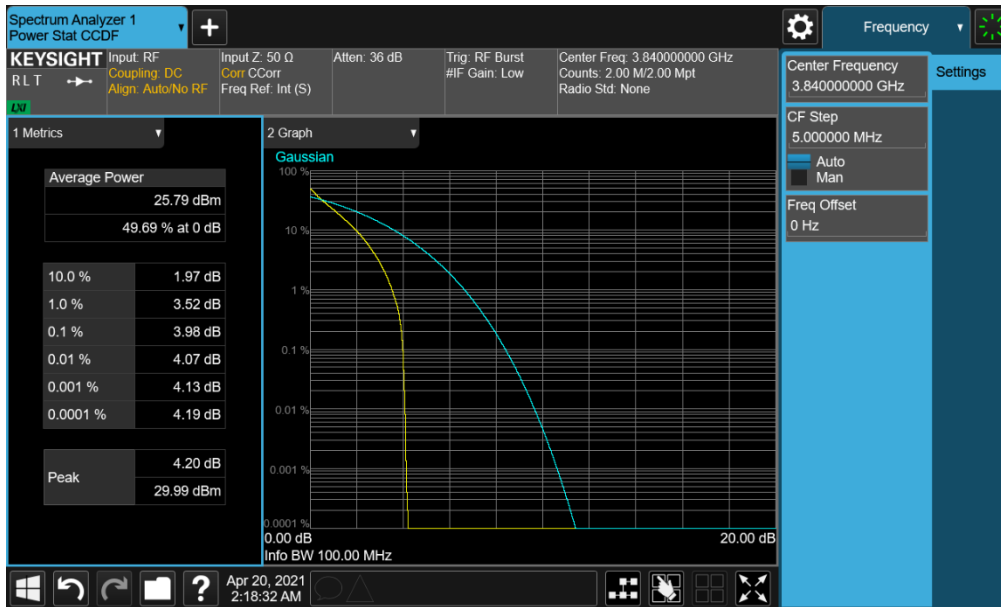 Spectrum Analyzer 1
Power Stat CCDF
Frequency
KEYSIGHT
R L T
LXI
Input: RF
Coupling: DC
Align: Auto/No RF
Input Z: 50 Ω
Corr CCorr
Freq Ref: Int (S)
Atten: 36 dB
Trig: RF Burst
#IF Gain: Low
Center Freq: 3.840000000 GHz
Counts: 2.00 M/2.00 Mpt
Radio Std: None
Center Frequency
3.840000000 GHz
Settings
CF Step
5.000000 MHz
Auto
Man
Freq Offset
0 Hz
1 Metrics
Average Power
25.79 dBm
49.69 % at 0 dB
10.0 % 1.97 dB
1.0 % 3.52 dB
0.1 % 3.98 dB
0.01 % 4.07 dB
0.001 % 4.13 dB
0.0001 % 4.19 dB
Peak
4.20 dB
29.99 dBm
2 Graph
Gaussian
100 %
10 %
1 %
0.1 %
0.01 %
0.001 %
0.0001 %
0.00 dB 20.00 dB
Info BW 100.00 MHz
?
Apr 20, 2021
2:18:32 AM